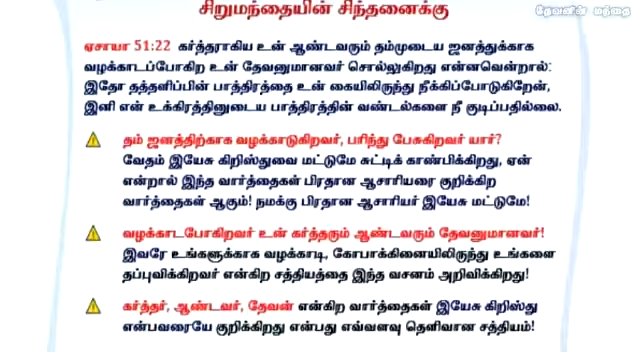 சிறுமந்தையின் சிந்தனைக்கு
தேவனின் மந்தை
ஏசாயா 51:22 கர்த்தராகிய உன் ஆண்டவரும் தம்முடைய ஜனத்துக்காக
வழக்காடப்போகிற உன் தேவனுமானவர் சொல்லுகிறது என்னவென்றால்:
இதோ தத்தளிப்பின் பாத்திரத்தை உன் கையிலிருந்து நீக்கிப்போடுகிறேன்,
இனி என் உக்கிரத்தினுடைய பாத்திரத்தின் வண்டல்களை நீ குடிப்பதில்லை.
தம் ஜனத்திற்காக வழக்காடுகிறவர், பரிந்து பேசுகிறவர் யார்?
வேதம் இயேசு கிறிஸ்துவை மட்டுமே சுட்டிக் காண்பிக்கிறது, ஏன்
என்றால் இந்த வார்த்தைகள் பிரதான ஆசாரியரை குறிக்கிற
வார்த்தைகள் ஆகும்! நமக்கு பிரதான ஆசாரியர் இயேசு மட்டுமே!
வழக்காடபோகிறவர் உன் கர்த்தரும் ஆண்டவரும் தேவனுமானவர்!
இவரே உங்களுக்காக வழக்காடி, கோபாக்கினையிலிருந்து உங்களை
தப்புவிக்கிறவர் என்கிற சத்தியத்தை இந்த வசனம் அறிவிக்கிறது!
கர்த்தர், ஆண்டவர், தேவன் என்கிற வார்த்தைகள் இயேசு கிறிஸ்து
என்பவரையே குறிக்கிறது என்பது எவ்வளவு தெளிவான சத்தியம்!